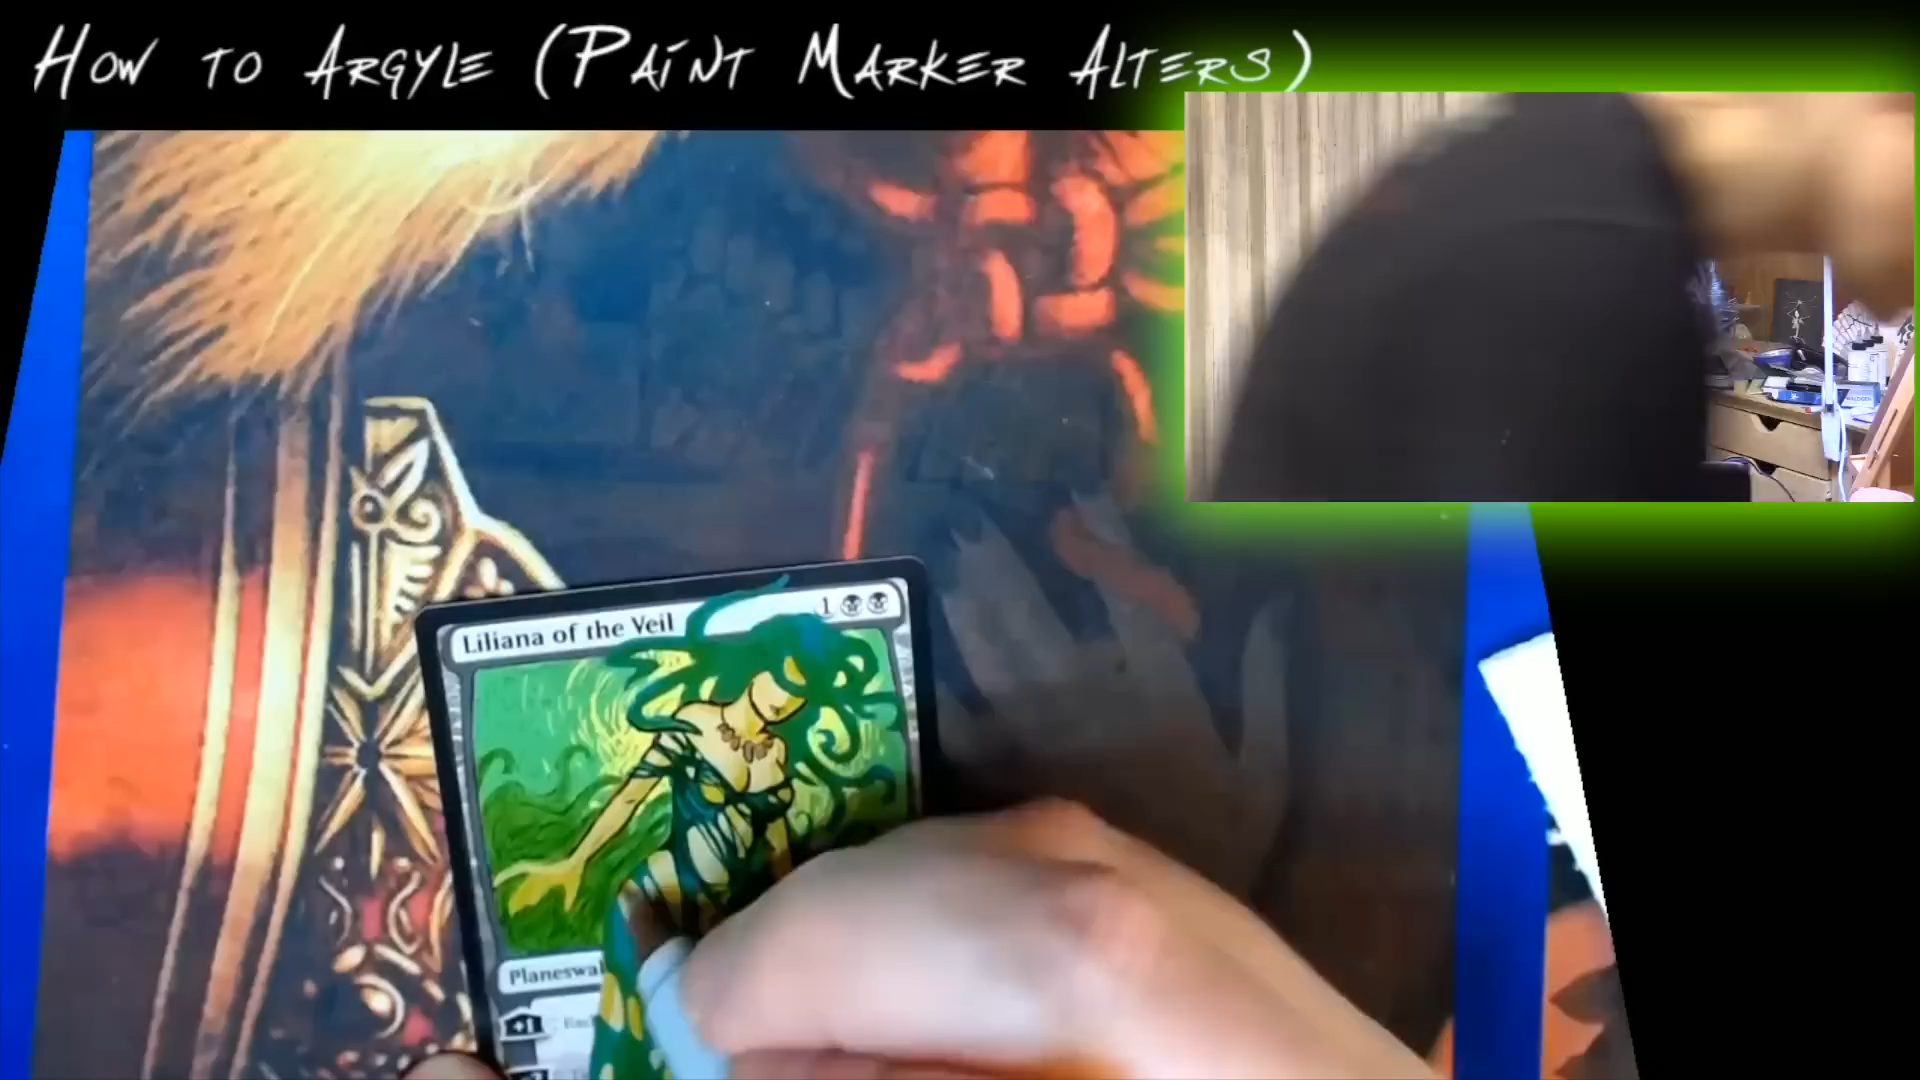 How to Argyle (Paint Marker Alters)
Liliana of the Veil 1
Planeswal
+1